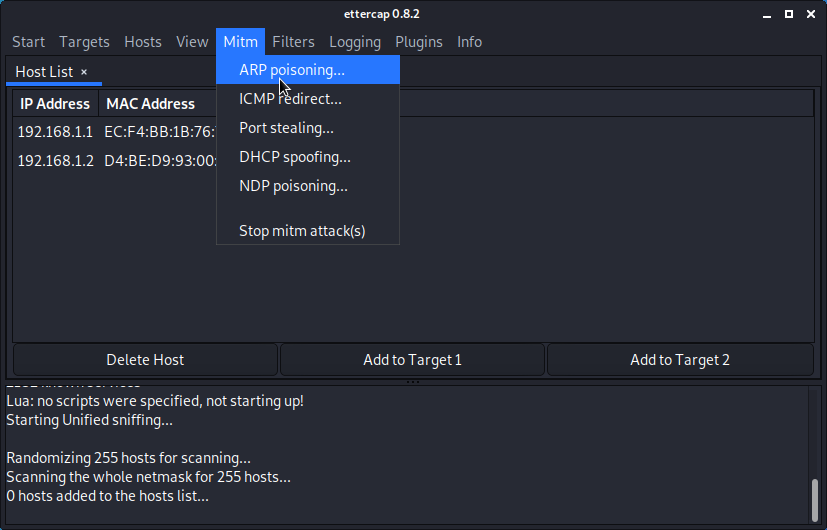 ettercap 0.8.2
Start Targets Hosts View Mitm Filters Logging Plugins Info
Host List ×
ARP poisoning...
ICMP redirect...
Port stealing...
DHCP spoofing...
NDP poisoning...
Stop mitm attack(s)
IP Address MAC Address
192.168.1.1 EC:F4:BB:1B:76:
192.168.1.2 D4:BE:D9:93:00:
Delete Host Add to Target 1 Add to Target 2
Lua: no scripts were specified, not starting up!
Starting Unified sniffing...
Randomizing 255 hosts for scanning...
Scanning the whole netmask for 255 hosts...
0 hosts added to the hosts list...